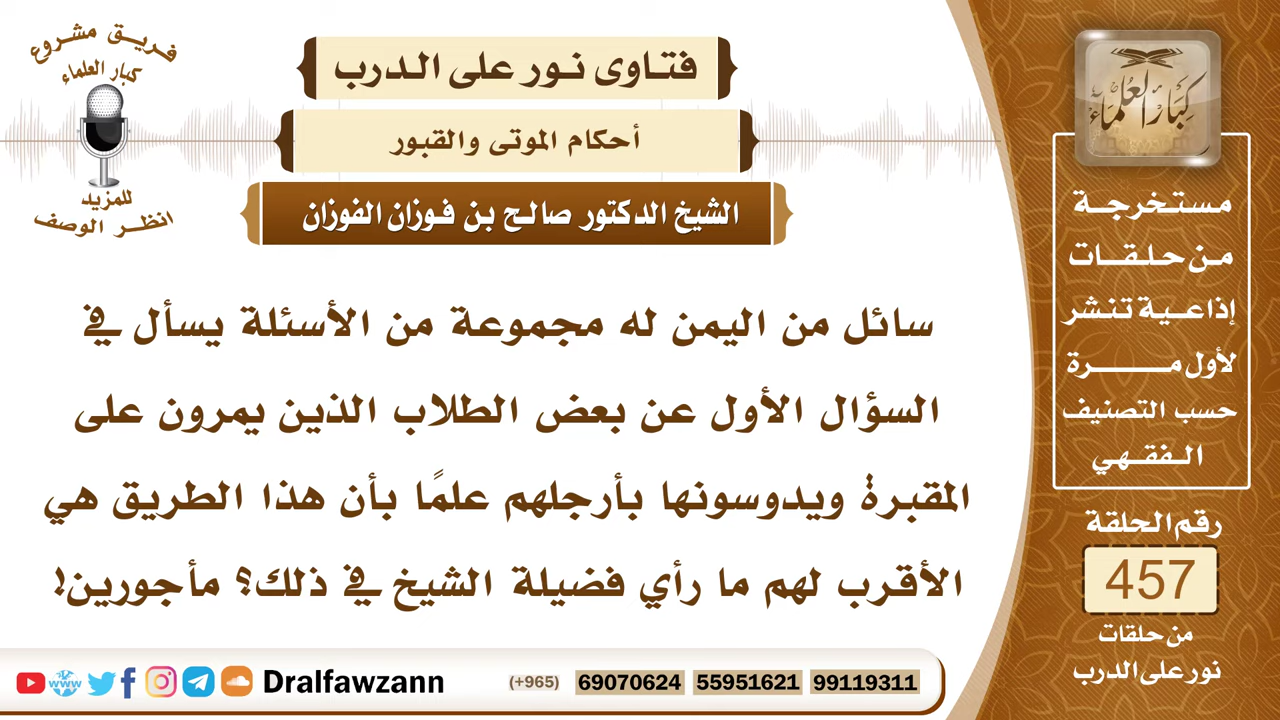 فريق مشروع
كبار العلماء
للمزيد
انظر الوصف
فتاوى نور على الدرب
أحكام الموتى والقبور
الشيخ الدكتور صالح بن فوزان الفوزان
سائل من اليمن له مجموعة من الأسئلة يسأل في
السؤال الأول عن بعض الطلاب الذين يمرون على
المقبرة ويدوسونها بأرجلهم علمًا بأن هذا الطريق هي
الأقرب لهم ما رأي فضيلة الشيخ في ذلك؟ مأجورين!
كبار العلماء
مستخرجة
من حلقات
إذاعية تنشر
لأول مرة
حسب التصنيف
الفقهي
رقم الحلقة
457
من حلقات
نور على الدرب
www
Dralfawzann
(+965) 69070624 55951621 99119311